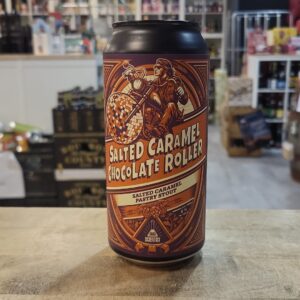 SALTED CARAMEL
CHOCOLATE ROLLER
SALTED CARAMEL
PASTRY STOUT